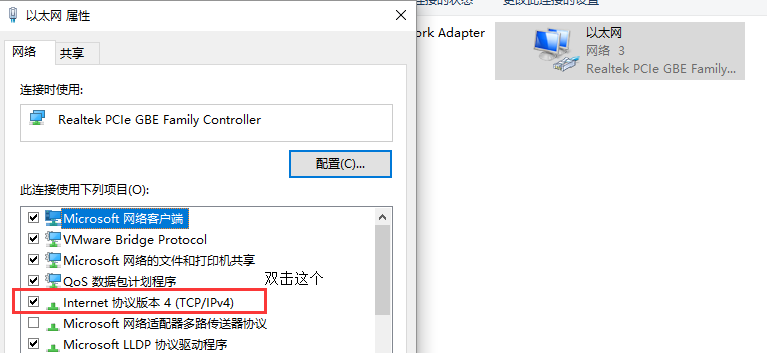 以太网 属性
网络 共享
连接时使用:
Realtek PCIe GBE Family Controller
配置(C)...
此连接使用下列项目(O):
Microsoft 网络客户端
VMware Bridge Protocol
Microsoft 网络的文件和打印机共享
QoS 数据包计划程序
双击这个
Internet 协议版本 4 (TCP/IPv4)
Microsoft 网络适配器多路传送器协议
Microsoft LLDP 协议驱动程序
ork Adapter
以太网
网络 3
Realtek PCIe GBE Family...